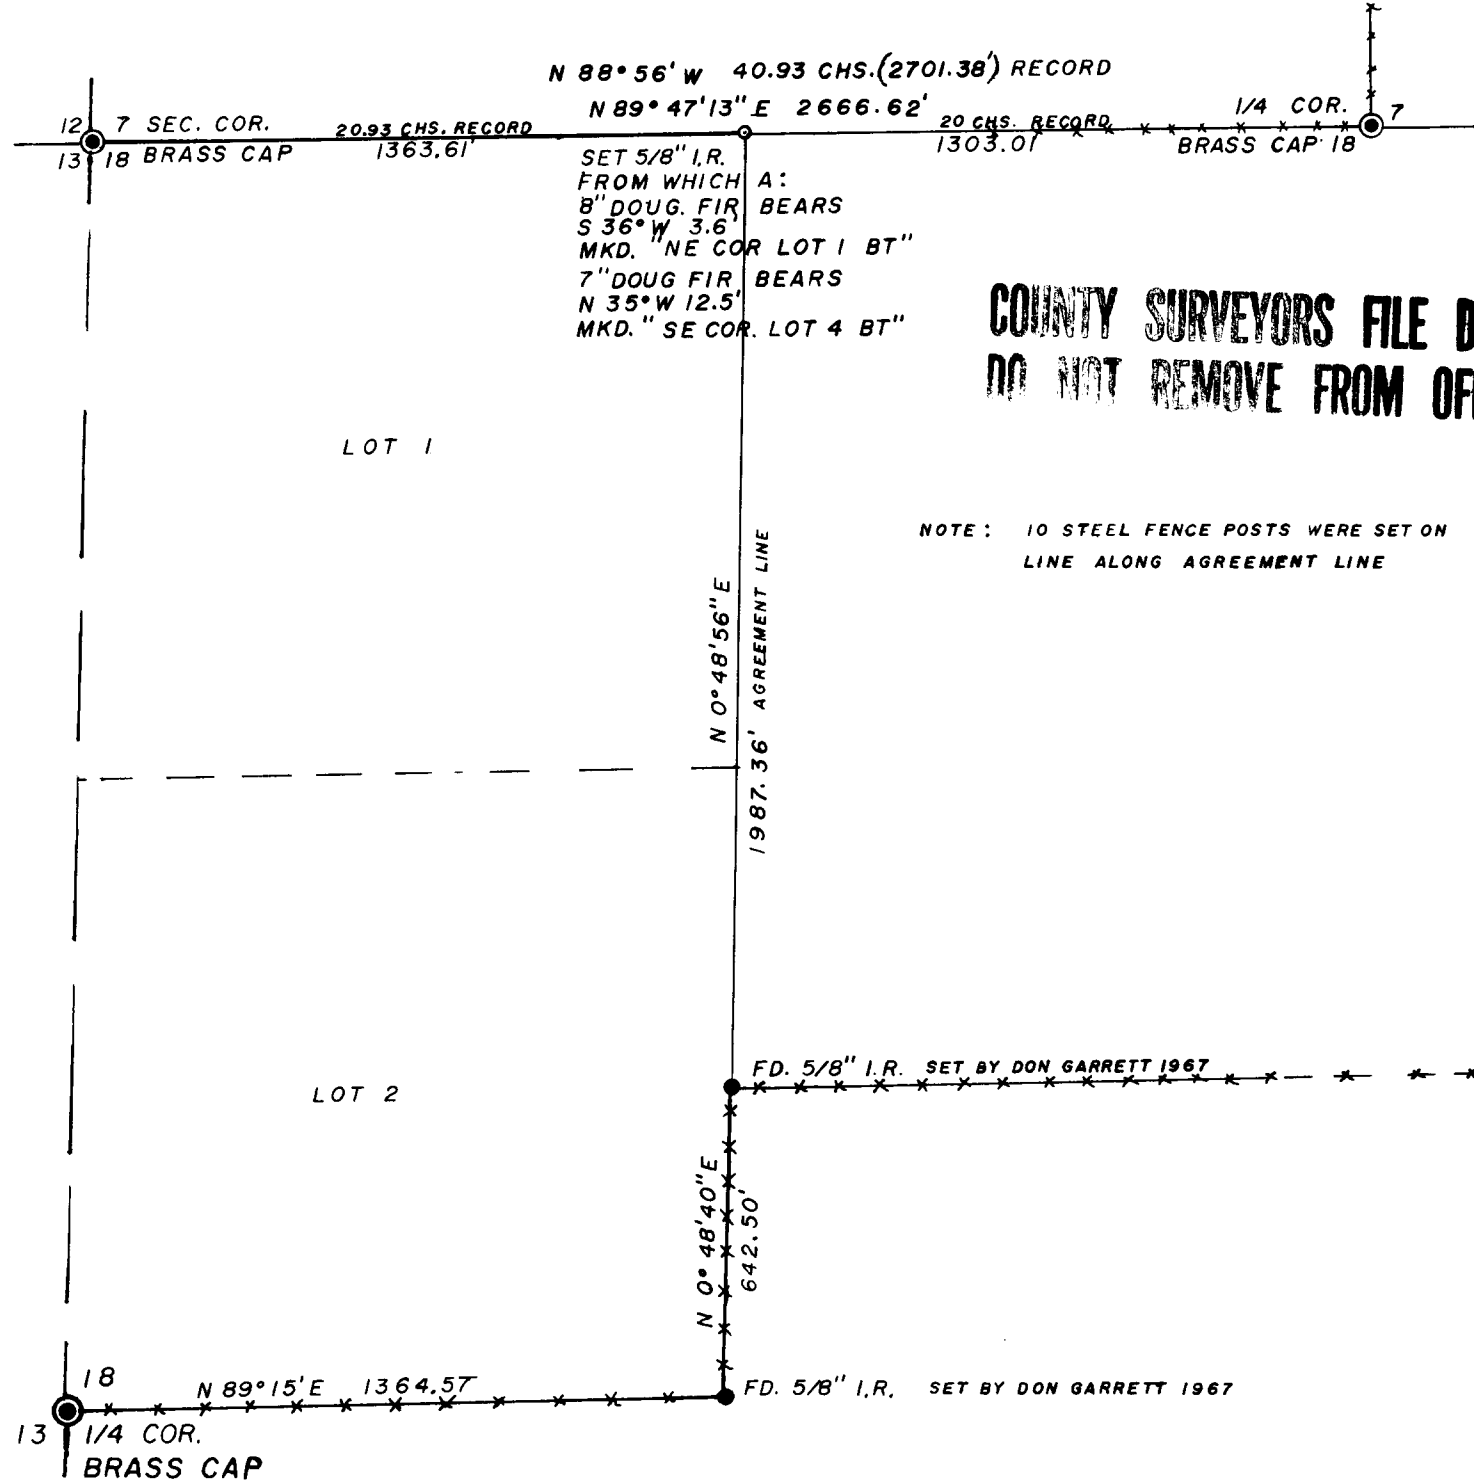 N 88° 56' W 40.93 CHS.(2701.38') RECORD
N 89° 47' 13" E 2666.62'
12 7 SEC. COR.
13 18 BRASS CAP
20.93 CHS. RECORD
1363.61'
20 CHS. RECORD
1303.01'
1/4 COR. 7
BRASS CAP 18
SET 5/8" I.R.
FROM WHICH A:
8" DOUG. FIR BEARS
S 36° W 3.6'
MKD. "NE COR LOT 1 BT"
7" DOUG FIR BEARS
N 35° W 12.5'
MKD. "SE COR. LOT 4 BT"
COUNTY SURVEYORS FILE
DO NOT REMOVE FROM
LOT 1
NOTE: 10 STEEL FENCE POSTS WERE SET ON
LINE ALONG AGREEMENT LINE
N 0° 48' 56" E
1987.36' AGREEMENT LINE
FD. 5/8" I.R. SET BY DON GARRETT 1967
LOT 2
N 0° 48' 40" E
642.50'
18
N 89° 15' E 1364.57'
FD. 5/8" I.R. SET BY DON GARRETT 1967
13 1/4 COR.
BRASS CAP